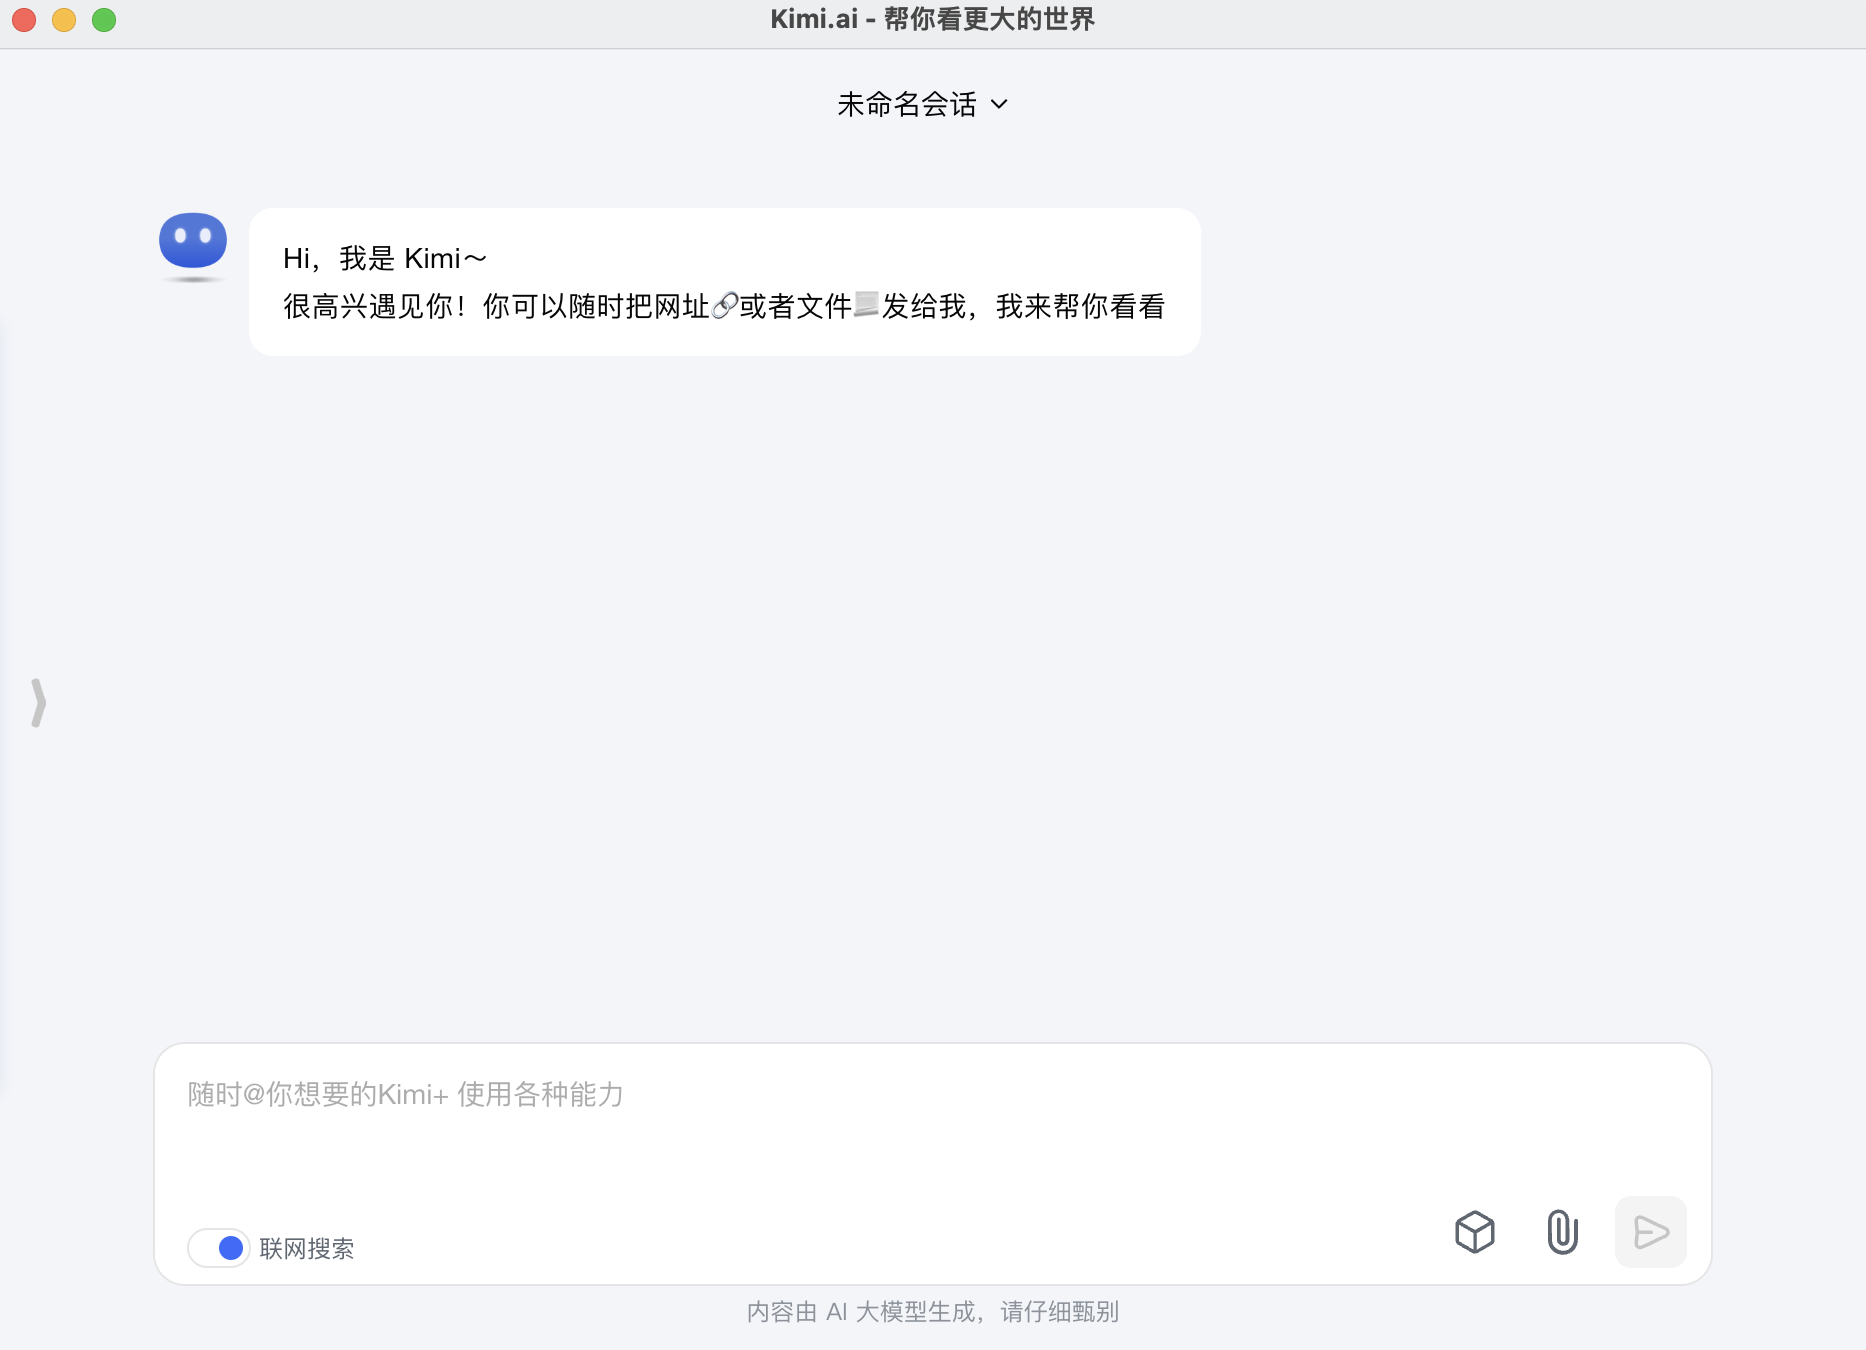 Kimi.ai - 帮你看更大的世界
未命名会话
Hi，我是 Kimi～
很高兴遇见你！你可以随时把网址🔗或者文件📃发给我，我来帮你看看
随时@你想要的Kimi+ 使用各种能力
联网搜索
内容由 AI 大模型生成，请仔细甄别